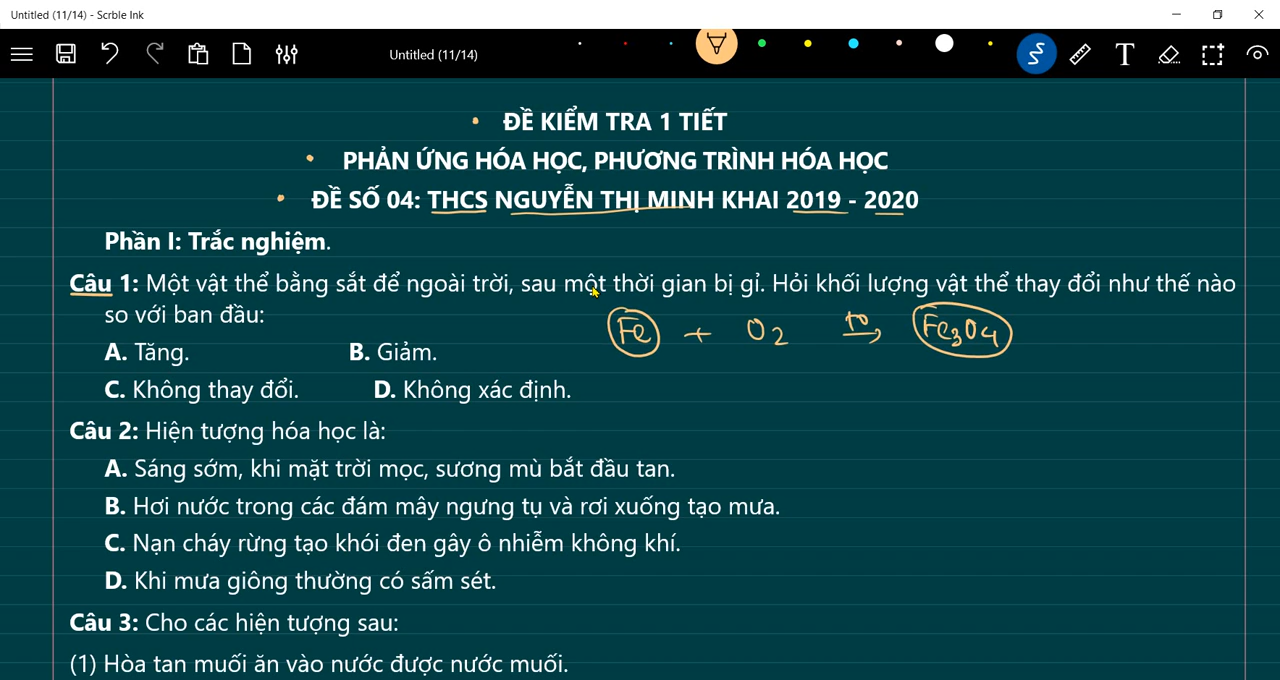 Untitled (11/14) - Scrble Ink
Untitled (11/14)
T
ĐỀ KIỂM TRA 1 TIẾT
PHẢN ỨNG HÓA HỌC, PHƯƠNG TRÌNH HÓA HỌC
ĐỀ SỐ 04: THCS NGUYỄN THỊ MINH KHAI 2019 - 2020
Phần I: Trắc nghiệm.
Câu 1: Một vật thể bằng sắt để ngoài trời, sau một thời gian bị gỉ. Hỏi khối lượng vật thể thay đổi như thế nào
so với ban đầu:
Fe + O2 t° → Fe3O4
A. Tăng. B. Giảm.
C. Không thay đổi. D. Không xác định.
Câu 2: Hiện tượng hóa học là:
A. Sáng sớm, khi mặt trời mọc, sương mù bắt đầu tan.
B. Hơi nước trong các đám mây ngưng tụ và rơi xuống tạo mưa.
C. Nạn cháy rừng tạo khói đen gây ô nhiễm không khí.
D. Khi mưa giông thường có sấm sét.
Câu 3: Cho các hiện tượng sau:
(1) Hòa tan muối ăn vào nước được nước muối.